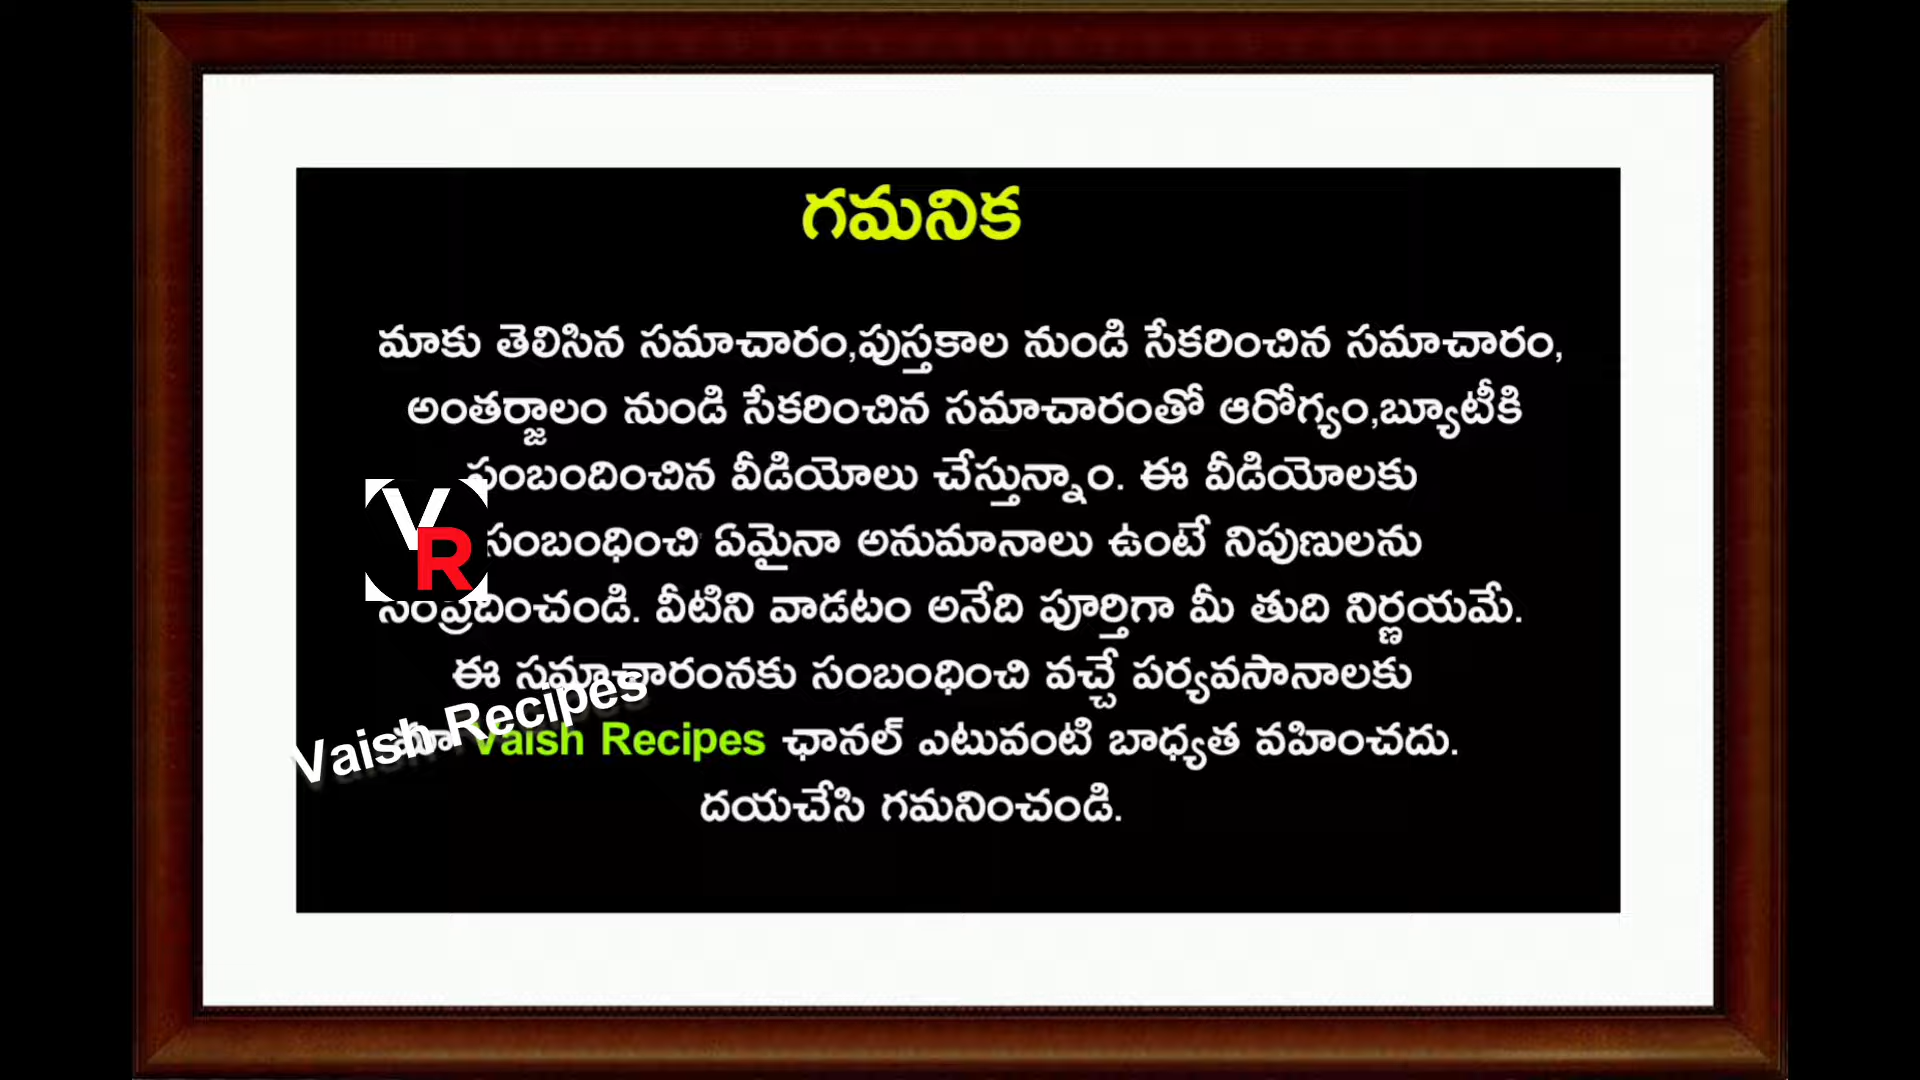 గమనిక
మాకు తెలిసిన సమాచారం,పుస్తకాల నుండి సేకరించిన సమాచారం,
అంతర్జాలం నుండి సేకరించిన సమాచారంతో ఆరోగ్యం,బ్యూటీకి
సంబందించిన వీడియోలు చేస్తున్నాం. ఈ వీడియోలకు
VR
సంబంధించి ఏమైనా అనుమానాలు ఉంటే నిపుణులను
సంప్రదించండి. వీటిని వాడటం అనేది పూర్తిగా మీ తుది నిర్ణయమే.
ఈ సమాచారంనకు సంబంధించి వచ్చే పర్యవసానాలకు
Vaish Recipes
మా Vaish Recipes ఛానల్ ఎటువంటి బాధ్యత వహించదు.
దయచేసి గమనించండి.